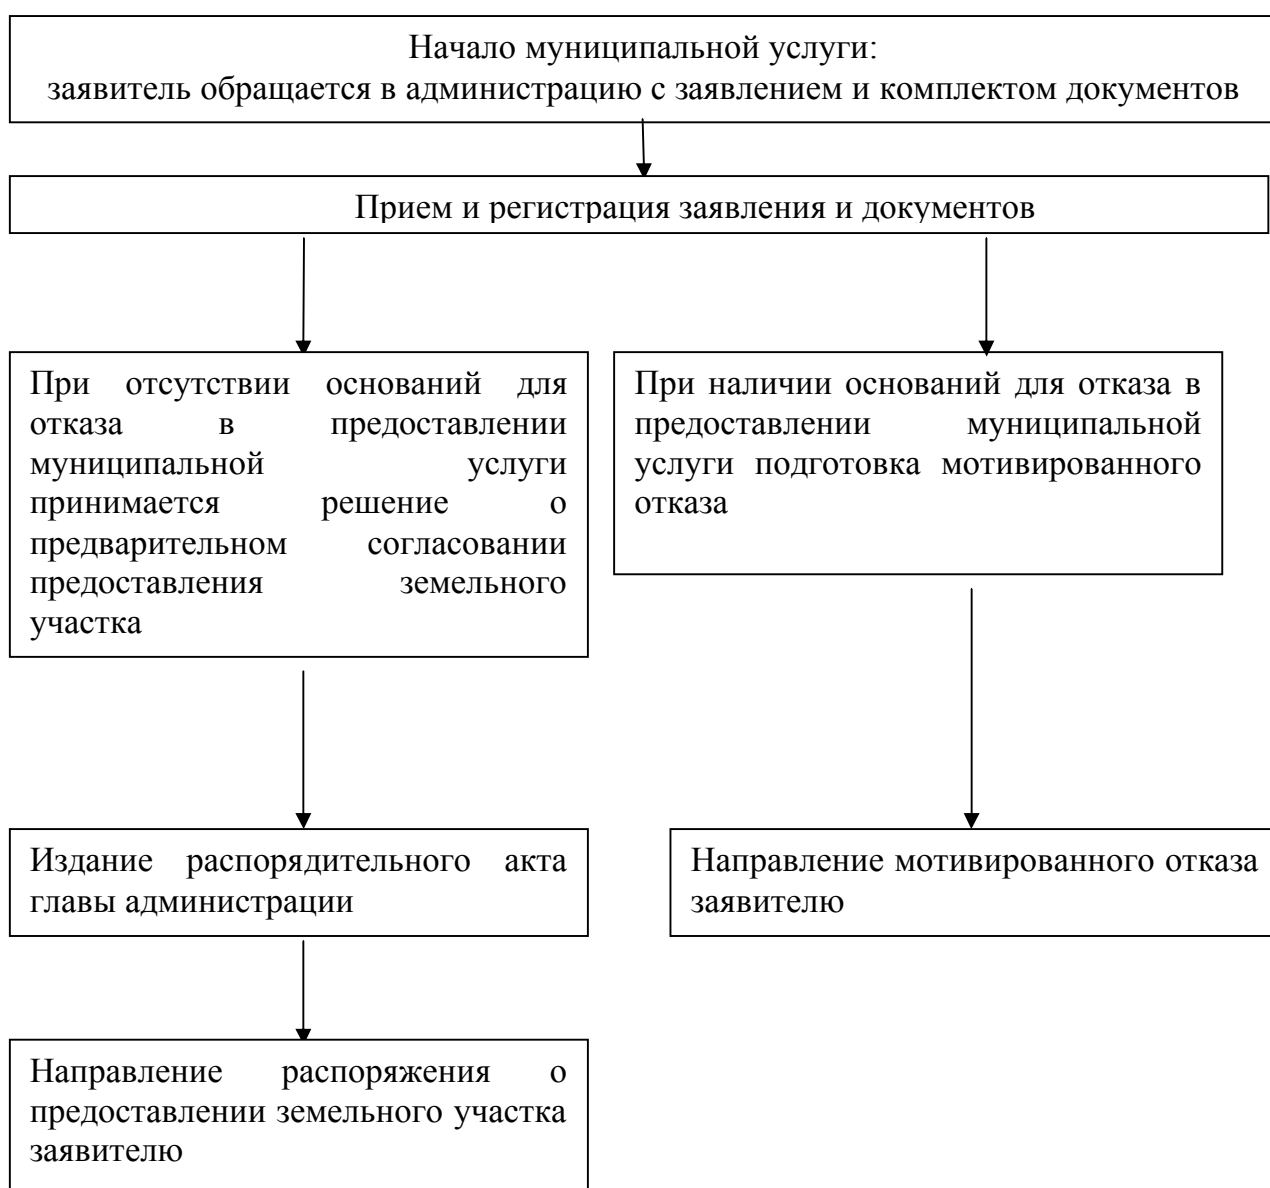 Начало муниципальной услуги:
заявитель обращается в администрацию с заявлением и комплектом документов
Прием и регистрация заявления и документов
При отсутствии оснований для
отказа в предоставлении
муниципальной услуги
принимается решение о
предварительном согласовании
предоставления земельного
участка
При наличии оснований для отказа в
предоставлении муниципальной
услуги подготовка мотивированного
отказа
Издание распорядительного акта
главы администрации
Направление мотивированного отказа
заявителю
Направление распоряжения о
предоставлении земельного участка
заявителю